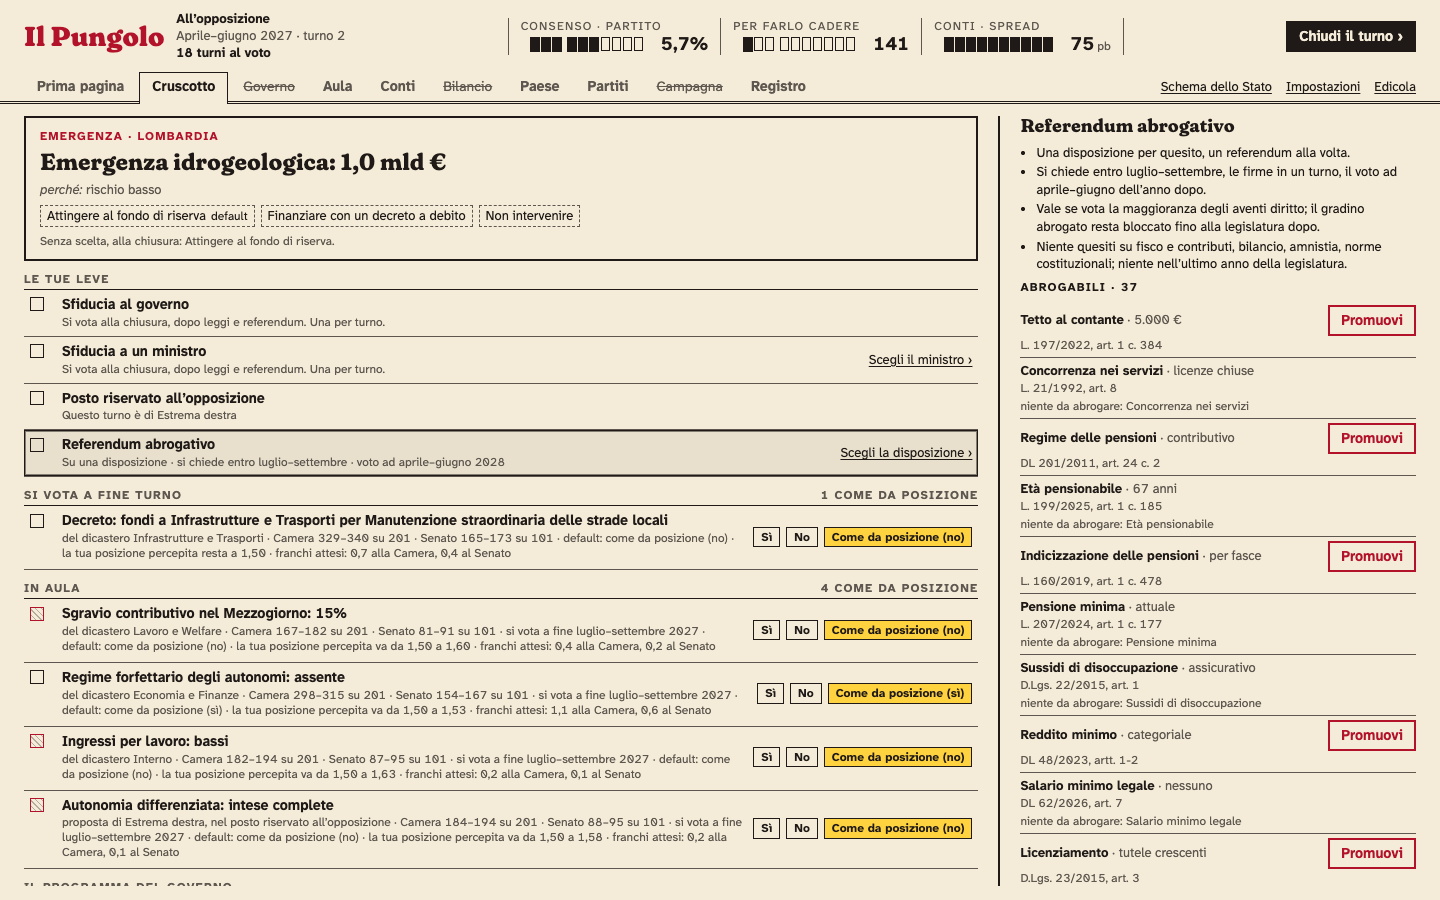 Il Pungolo
All'opposizione
Aprile–giugno 2027 · turno 2
18 turni al voto
CONSENSO · PARTITO
5,7%
PER FARLO CADERE
141
CONTI · SPREAD
75 pb
Chiudi il turno ›
Prima pagina
Cruscotto
Governo
Aula
Conti
Bilancio
Paese
Partiti
Campagna
Registro
Schema dello Stato
Impostazioni
Edicola
EMERGENZA · LOMBARDIA
Emergenza idrogeologica: 1,0 mld €
perché: rischio basso
Attingere al fondo di riserva default
Finanziare con un decreto a debito
Non intervenire
Senza scelta, alla chiusura: Attingere al fondo di riserva.
LE TUE LEVE
Sfiducia al governo
Si vota alla chiusura, dopo leggi e referendum. Una per turno.
Sfiducia a un ministro
Si vota alla chiusura, dopo leggi e referendum. Una per turno.
Scegli il ministro ›
Posto riservato all'opposizione
Questo turno è di Estrema destra
Referendum abrogativo
Su una disposizione · si chiede entro luglio–settembre · voto ad aprile–giugno 2028
Scegli la disposizione ›
SI VOTA A FINE TURNO
1 COME DA POSIZIONE
Decreto: fondi a Infrastrutture e Trasporti per Manutenzione straordinaria delle strade locali
del dicastero Infrastrutture e Trasporti · Camera 329–340 su 201 · Senato 165–173 su 101 · default: come da posizione (no) ·
la tua posizione percepita resta a 1,50 · franchi attesi: 0,7 alla Camera, 0,4 al Senato
Sì
No
Come da posizione (no)
IN AULA
4 COME DA POSIZIONE
Sgravio contributivo nel Mezzogiorno: 15%
del dicastero Lavoro e Welfare · Camera 167–182 su 201 · Senato 81–91 su 101 · si vota a fine luglio–settembre 2027 ·
default: come da posizione (no) · la tua posizione percepita va da 1,50 a 1,60 · franchi attesi: 0,4 alla Camera, 0,2 al Senato
Sì
No
Come da posizione (no)
Regime forfettario degli autonomi: assente
del dicastero Economia e Finanze · Camera 298–315 su 201 · Senato 154–167 su 101 · si vota a fine luglio–settembre 2027 ·
default: come da posizione (sì) · la tua posizione percepita va da 1,50 a 1,53 · franchi attesi: 1,1 alla Camera, 0,6 al Senato
Sì
No
Come da posizione (sì)
Ingressi per lavoro: bassi
del dicastero Interno · Camera 182–194 su 201 · Senato 87–95 su 101 · si vota a fine luglio–settembre 2027 · default: come
da posizione (no) · la tua posizione percepita va da 1,50 a 1,63 · franchi attesi: 0,2 alla Camera, 0,1 al Senato
Sì
No
Come da posizione (no)
Autonomia differenziata: intese complete
proposta di Estrema destra, nel posto riservato all'opposizione · Camera 184–194 su 201 · Senato 88–95 su 101 · si vota a fine
luglio–settembre 2027 · default: come da posizione (no) · la tua posizione percepita va da 1,50 a 1,58 · franchi attesi: 0,2 alla
Camera, 0,1 al Senato
Sì
No
Come da posizione (no)
IL PROGRAMMA DEL GOVERNO
Referendum abrogativo
• Una disposizione per quesito, un referendum alla volta.
• Si chiede entro luglio–settembre, le firme in un turno, il voto ad
aprile–giugno dell'anno dopo.
• Vale se vota la maggioranza degli aventi diritto; il gradino
abrogato resta bloccato fino alla legislatura dopo.
• Niente quesiti su fisco e contributi, bilancio, amnistia, norme
costituzionali; niente nell'ultimo anno della legislatura.
ABROGABILI · 37
Tetto al contante · 5.000 €
Promuovi
L. 197/2022, art. 1 c. 384
Concorrenza nei servizi · licenze chiuse
L. 21/1992, art. 8
niente da abrogare: Concorrenza nei servizi
Regime delle pensioni · contributivo
Promuovi
DL 201/2011, art. 24 c. 2
Età pensionabile · 67 anni
L. 199/2025, art. 1 c. 185
niente da abrogare: Età pensionabile
Indicizzazione delle pensioni · per fasce
Promuovi
L. 160/2019, art. 1 c. 478
Pensione minima · attuale
L. 207/2024, art. 1 c. 177
niente da abrogare: Pensione minima
Sussidi di disoccupazione · assicurativo
D.Lgs. 22/2015, art. 1
niente da abrogare: Sussidi di disoccupazione
Reddito minimo · categoriale
Promuovi
DL 48/2023, artt. 1-2
Salario minimo legale · nessuno
DL 62/2026, art. 7
niente da abrogare: Salario minimo legale
Licenziamento · tutele crescenti
Promuovi
D.Lgs. 23/2015, art. 3